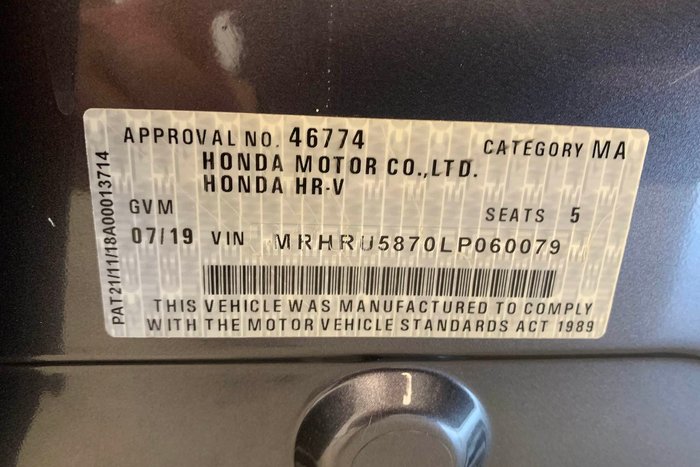 APPROVAL NO. 46774
CATEGORY MA
HONDA MOTOR CO.,LTD.
HONDA HR-V
GVM
SEATS 5
07/19 VIN MRHRU5870LP060079
THIS VEHICLE WAS MANUFACTURED TO COMPLY
WITH THE MOTOR VEHICLE STANDARDS ACT 1989
PAT21/11/18A00013714